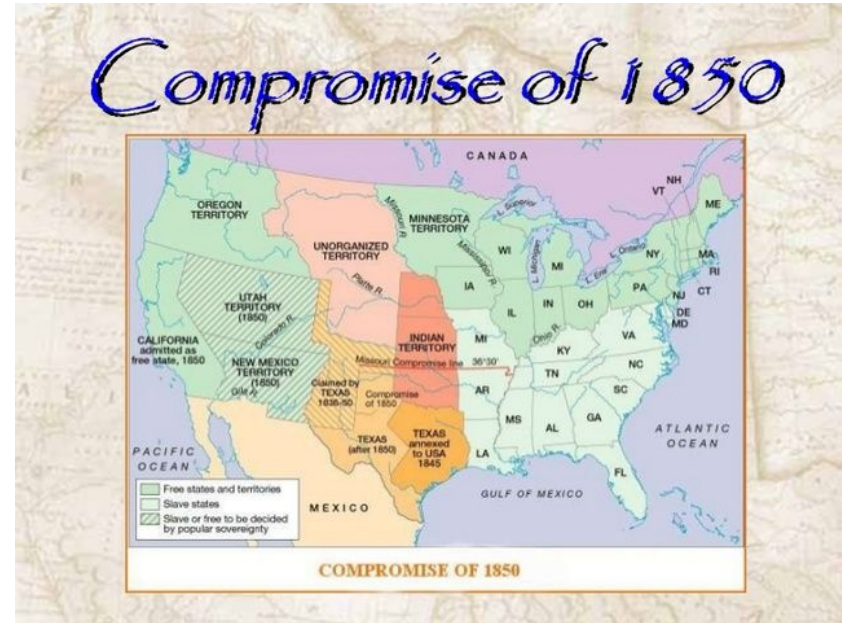 Compromise of 1850
CANADA
NH
VT
ME
OREGON
TERRITORY
Missouri R.
MINNESOTA
TERRITORY
L. Superior
UNORGANIZED
TERRITORY
Mississippi R.
WI
L. Michigan
MI
L. Ontario
NY
MA
RI
CT
Platte R.
IA
L. Erie
PA
NJ
DE
MD
UTAH
TERRITORY
(1850)
IL
IN
OH
Colorado R.
CALIFORNIA
admitted as
free state, 1850
INDIAN
TERRITORY
MI
Ohio R.
KY
VA
NEW MEXICO
TERRITORY
(1850)
Missouri Compromise line 36°30'
TN
NC
Gila R.
Claimed by
TEXAS
1836-50
Compromise
of 1850
AR
SC
MS
AL
GA
TEXAS
(after 1850)
TEXAS
annexed
to USA
1845
LA
FL
PACIFIC
OCEAN
ATLANTIC
OCEAN
GULF OF MEXICO
MEXICO
Free states and territories
Slave states
Slave or free to be decided
by popular sovereignty
COMPROMISE OF 1850